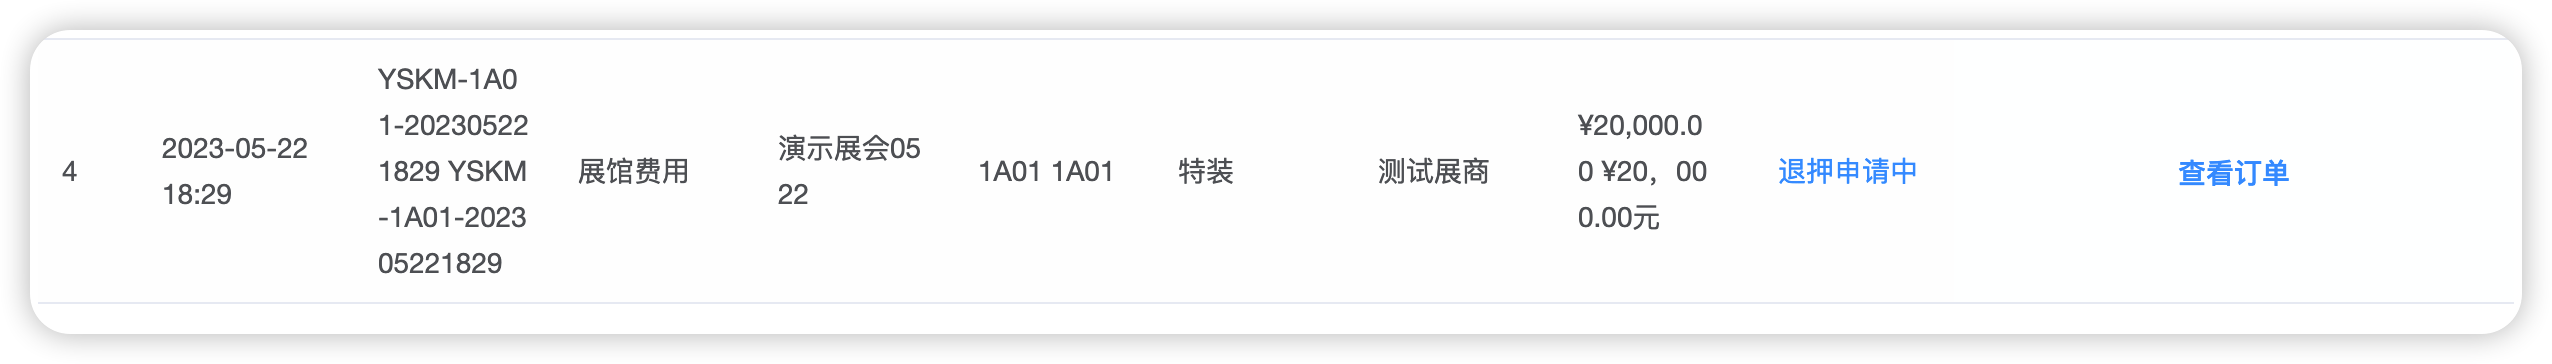 4
2023-05-22
18:29
YSKM-1A0
1-20230522
1829 YSKM
-1A01-2023
05221829
展馆费用
演示展会05
22
1A01 1A01
特装
测试展商
¥20,000.0
0 ¥20，00
0.00元
退押申请中
查看订单